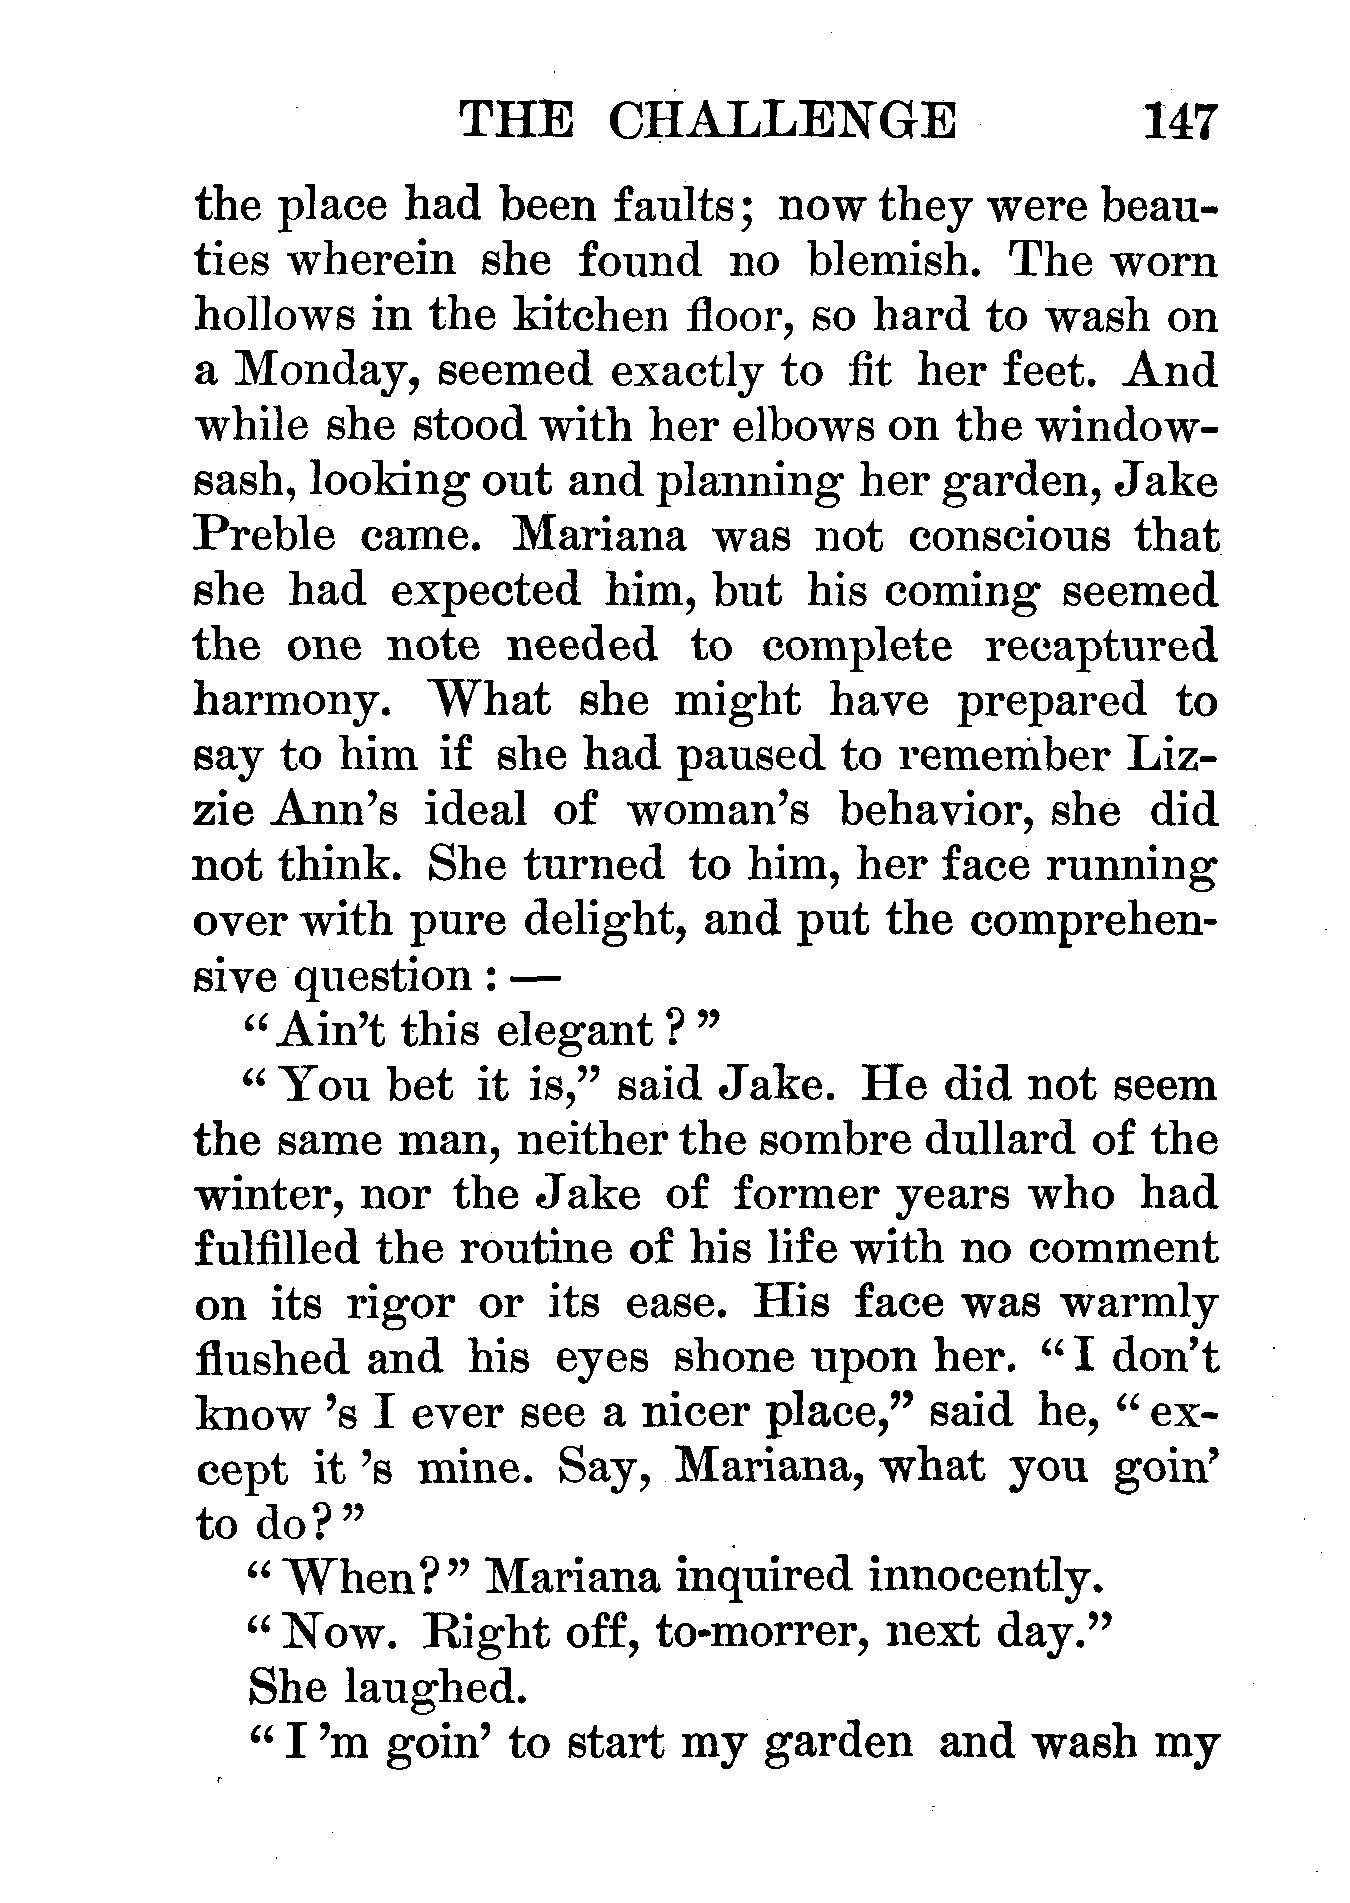 THE CHALLENGE 147
the place had been faults; now they were beau-
ties wherein she found no blemish. The worn
hollows in the kitchen floor, so hard to wash on
a Monday, seemed exactly to fit her feet. And
while she stood with her elbows on the window-
sash, looking out and planning her garden, Jake
Preble came. Mariana was not conscious that
she had expected him, but his coming seemed
the one note needed to complete recaptured
harmony. What she might have prepared to
say to him if she had paused to remember Liz-
zie Ann's ideal of woman's behavior, she did
not think. She turned to him, her face running
over with pure delight, and put the comprehen-
sive question : —
"Ain't this elegant ? "
" You bet it is," said Jake. He did not seem
the same man, neither the sombre dullard of the
winter, nor the Jake of former years who had
fulfilled the routine of his life with no comment
on its rigor or its ease. His face was warmly
flushed and his eyes shone upon her. "I don't
know 's I ever see a nicer place," said he, " ex-
cept it 's mine. Say, Mariana, what you goin'
to do?"
"When?" Mariana inquired innocently.
"Now. Right off, to-morrer, next day."
She laughed.
"I 'm goin' to start my garden and wash my